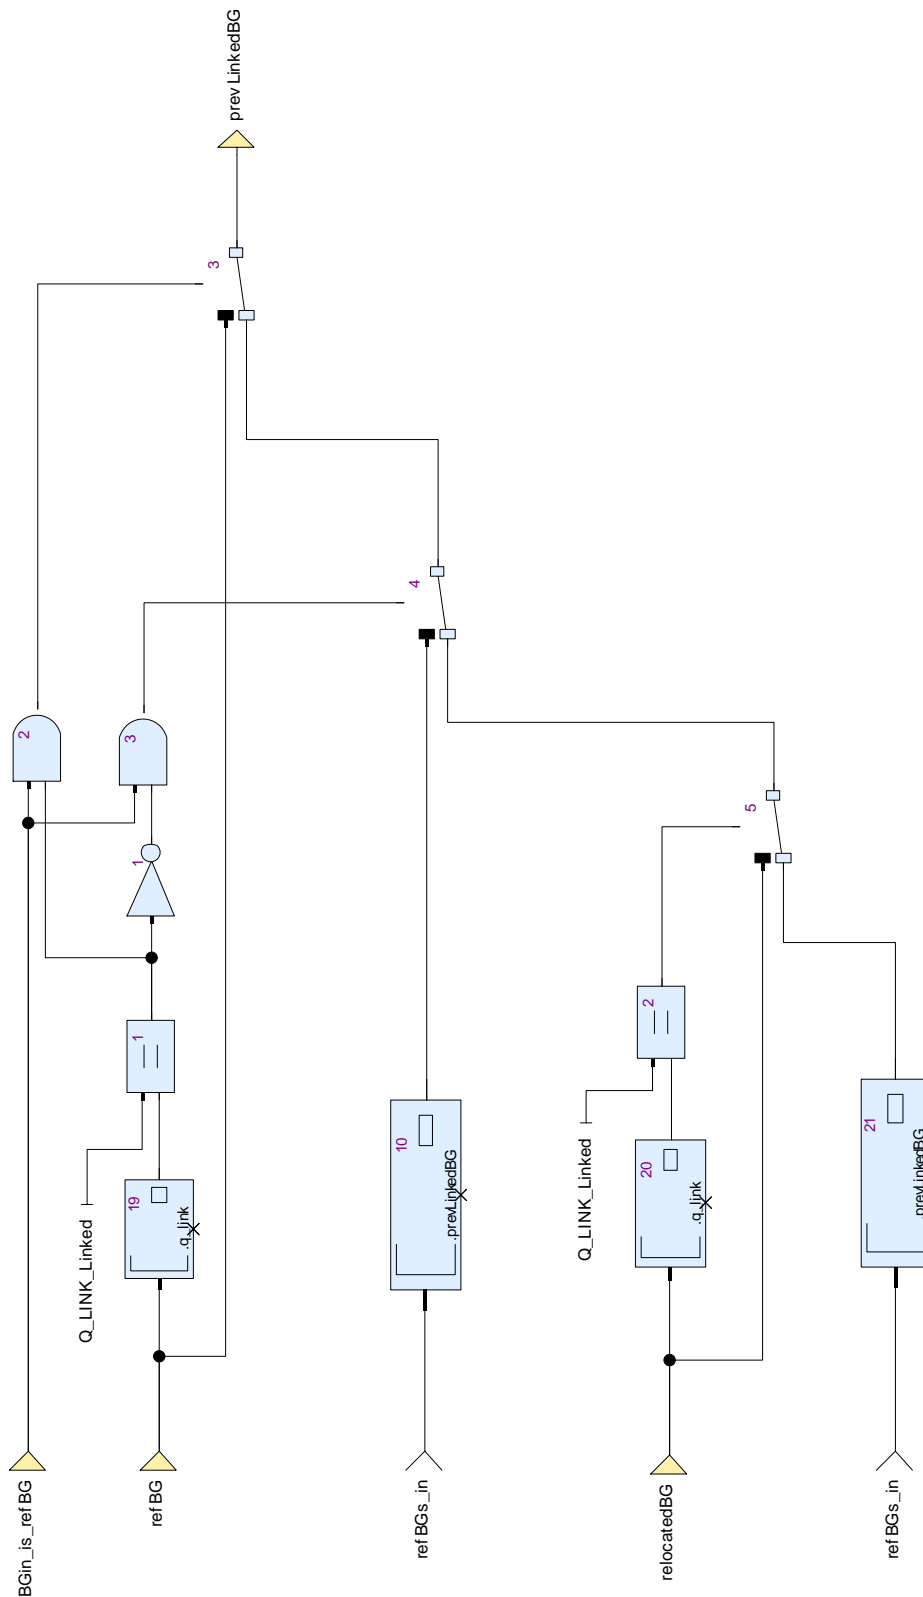 prev LinkedBG
3
4
2
3
1
5
1
2
10
.prevLinkedBG
21
.prevLinkedBG
Q_LINK_Linked
19
.q_link
Q_LINK_Linked
20
.q_link
BGin_is_ref BG
ref BG
ref BGs_in
relocatedBG
ref BGs_in